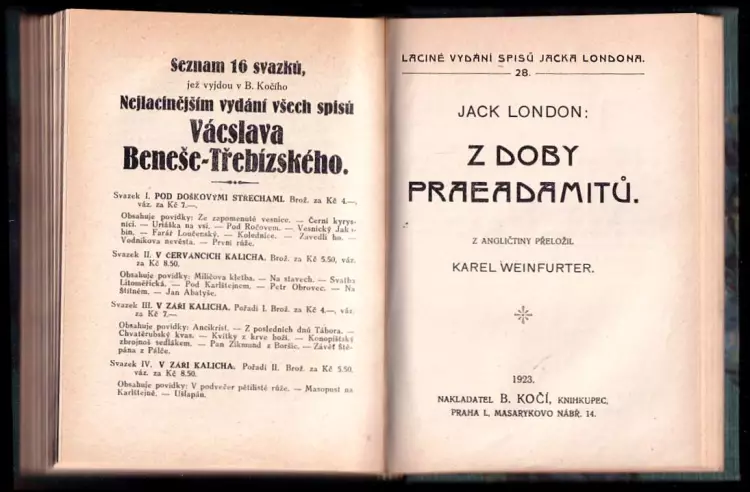 Seznam 16 svazků,
jež vyjdou v B. Kočího
Nejlacinějším vydání všech spisů
Vácslava
Beneše-Třebízského.
Svazek I. POD DOŠKOVÝMI STŘECHAMI. Brož. za Kč 4.—,
váz. za Kč 7.—.
Obsahuje povídky: Ze zapomenuté vesnice. — Černí kyrys-
níci. — Uriáška na vsi. — Pod Ročovem. — Vesnický Jak
bín. — Farář Loučenský. — Kolednice. — Zavedli ho. —
Vodníkova nevěsta. — První růže.
Svazek II. V ČERVÁNCÍCH KALICHA. Brož. za Kč 5.50, váz.
za Kč 8.50.
Obsahuje povídky: Miličova kletba. — Na stavech. — Svatba
Litoměřická. — Pod Karlštejnem. — Petr Obrovec. — Na
Štítném. — Jan Abatyše.
Svazek III. V ZÁŘI KALICHA. Pořadí I. Brož. za Kč 4.—, váz.
za Kč 7.—
Obsahuje povídky: Ancikrist. — Z posledních dnů Tábora. —
Chvatěrubský kvas. — Kvítky z krve boží. — Konopišťský
zbrojnoš sedlákem. — Pan Zikmund z Boršic. — Závěť Ště-
pána z Pálče.
Svazek IV. V ZÁŘI KALICHA. Pořadí II. Brož. za Kč 5.50.
váz. za Kč 8.50.
Obsahuje povídky: V podvečer pětilisté růže. — Masopust na
Karlštejně. — Ušlapán.
LACINÉ VYDÁNÍ SPISŮ JACKA LONDONA.
28.
JACK LONDON:
Z DOBY
PRAEADAMITŮ.
Z ANGLIČTINY PŘELOŽIL
KAREL WEINFURTER.
1923.
NAKLADATEL B. KOČÍ, KNIHKUPEC,
PRAHA I., MASARYKOVO NÁBŘ. 14.